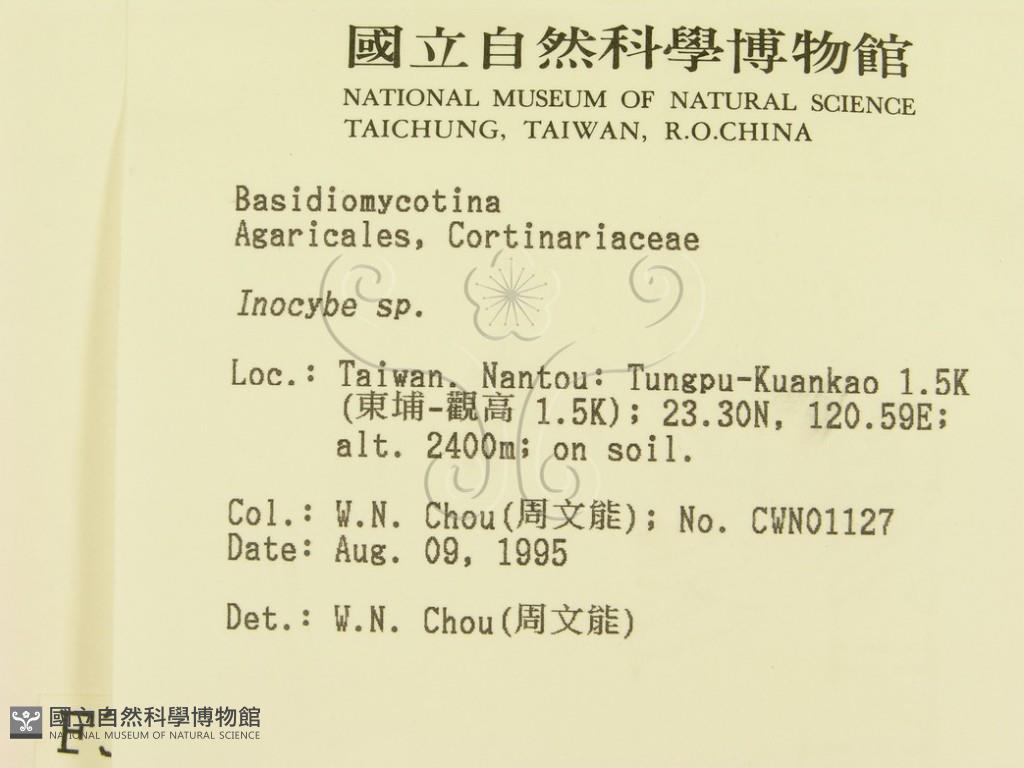 國立自然科學博物館
NATIONAL MUSEUM OF NATURAL SCIENCE
TAICHUNG, TAIWAN, R.O.CHINA
Basidiomycotina
Agaricales, Cortinariaceae
Inocybe sp.
Loc.: Taiwan. Nantou: Tungpu-Kuankao 1.5K
(東埔-觀高 1.5K); 23.30N, 120.59E;
alt. 2400m; on soil.
Col.: W.N. Chou(周文能); No. CWN01127
Date: Aug. 09, 1995
Det.: W.N. Chou(周文能)
國立自然科學博物館
NATIONAL MUSEUM OF NATURAL SCIENCE